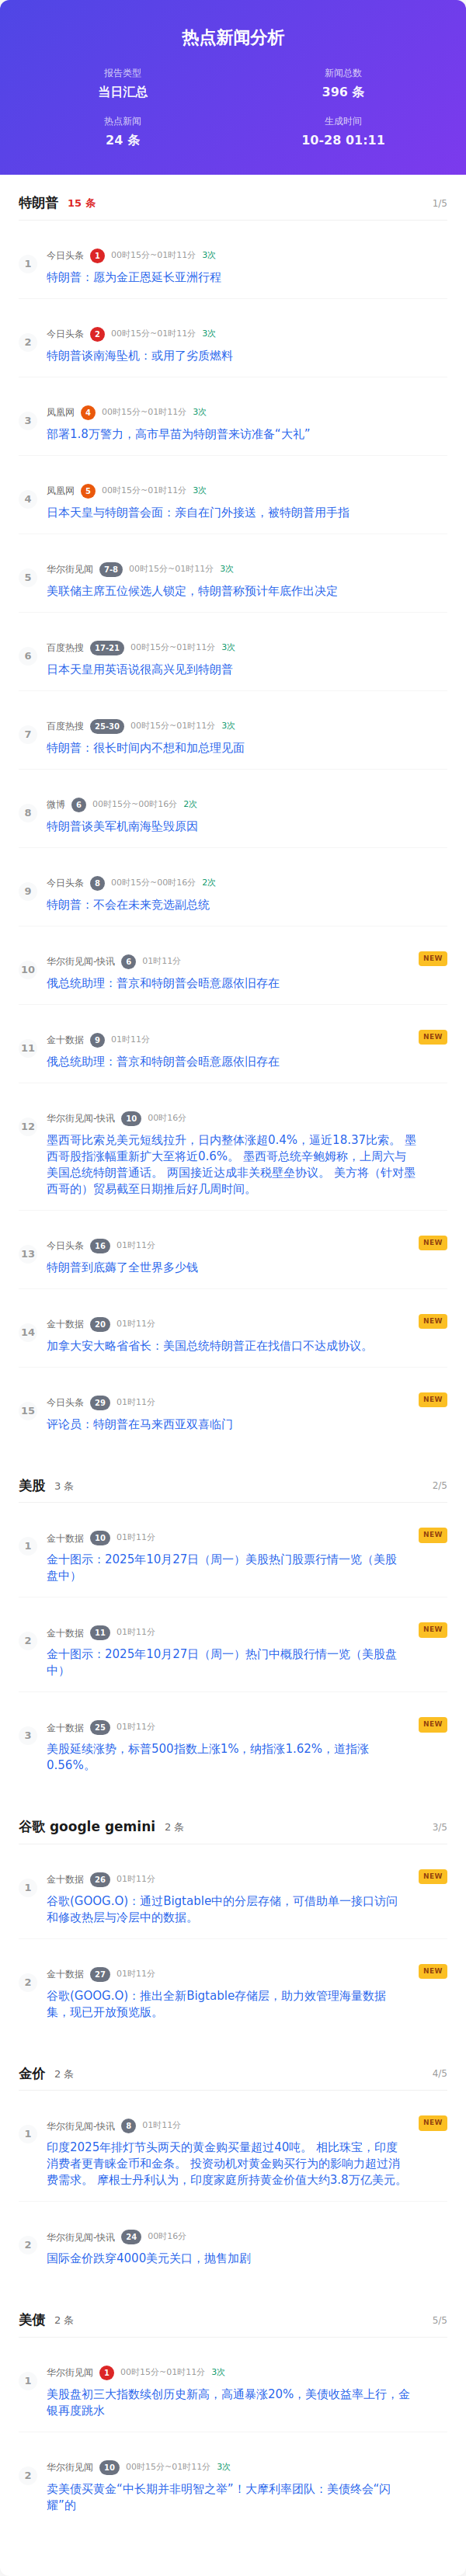 热点新闻分析
报告类型
当日汇总
新闻总数
396 条
热点新闻
24 条
生成时间
10-28 01:11
特朗普 15 条 1/5
1
今日头条 1 00时15分~01时11分 3次
特朗普：愿为金正恩延长亚洲行程
2
今日头条 2 00时15分~01时11分 3次
特朗普谈南海坠机：或用了劣质燃料
3
凤凰网 4 00时15分~01时11分 3次
部署1.8万警力，高市早苗为特朗普来访准备“大礼”
4
凤凰网 5 00时15分~01时11分 3次
日本天皇与特朗普会面：亲自在门外接送，被特朗普用手指
5
华尔街见闻 7-8 00时15分~01时11分 3次
美联储主席五位候选人锁定，特朗普称预计年底作出决定
6
百度热搜 17-21 00时15分~01时11分 3次
日本天皇用英语说很高兴见到特朗普
7
百度热搜 25-30 00时15分~01时11分 3次
特朗普：很长时间内不想和加总理见面
8
微博 6 00时15分~00时16分 2次
特朗普谈美军机南海坠毁原因
9
今日头条 8 00时15分~00时16分 2次
特朗普：不会在未来竞选副总统
10
华尔街见闻-快讯 6 01时11分 NEW
俄总统助理：普京和特朗普会晤意愿依旧存在
11
金十数据 9 01时11分 NEW
俄总统助理：普京和特朗普会晤意愿依旧存在
12
华尔街见闻-快讯 10 00时16分
墨西哥比索兑美元短线拉升，日内整体涨超0.4%，逼近18.37比索。 墨
西哥股指涨幅重新扩大至将近0.6%。 墨西哥总统辛鲍姆称，上周六与
美国总统特朗普通话。 两国接近达成非关税壁垒协议。 美方将（针对墨
西哥的）贸易截至日期推后好几周时间。
13
今日头条 16 01时11分 NEW
特朗普到底薅了全世界多少钱
14
金十数据 20 01时11分 NEW
加拿大安大略省省长：美国总统特朗普正在找借口不达成协议。
15
今日头条 29 01时11分 NEW
评论员：特朗普在马来西亚双喜临门
美股 3 条 2/5
1
金十数据 10 01时11分 NEW
金十图示：2025年10月27日（周一）美股热门股票行情一览（美股
盘中）
2
金十数据 11 01时11分 NEW
金十图示：2025年10月27日（周一）热门中概股行情一览（美股盘
中）
3
金十数据 25 01时11分 NEW
美股延续涨势，标普500指数上涨1%，纳指涨1.62%，道指涨
0.56%。
谷歌 google gemini 2 条 3/5
1
金十数据 26 01时11分 NEW
谷歌(GOOG.O)：通过Bigtable中的分层存储，可借助单一接口访问
和修改热层与冷层中的数据。
2
金十数据 27 01时11分 NEW
谷歌(GOOG.O)：推出全新Bigtable存储层，助力效管理海量数据
集，现已开放预览版。
金价 2 条 4/5
1
华尔街见闻-快讯 8 01时11分 NEW
印度2025年排灯节头两天的黄金购买量超过40吨。 相比珠宝，印度
消费者更青睐金币和金条。 投资动机对黄金购买行为的影响力超过消
费需求。 摩根士丹利认为，印度家庭所持黄金价值大约3.8万亿美元。
2
华尔街见闻-快讯 24 00时16分
国际金价跌穿4000美元关口，抛售加剧
美债 2 条 5/5
1
华尔街见闻 1 00时15分~01时11分 3次
美股盘初三大指数续创历史新高，高通暴涨20%，美债收益率上行，金
银再度跳水
2
华尔街见闻 10 00时15分~01时11分 3次
卖美债买黄金“中长期并非明智之举”！大摩利率团队：美债终会“闪
耀”的